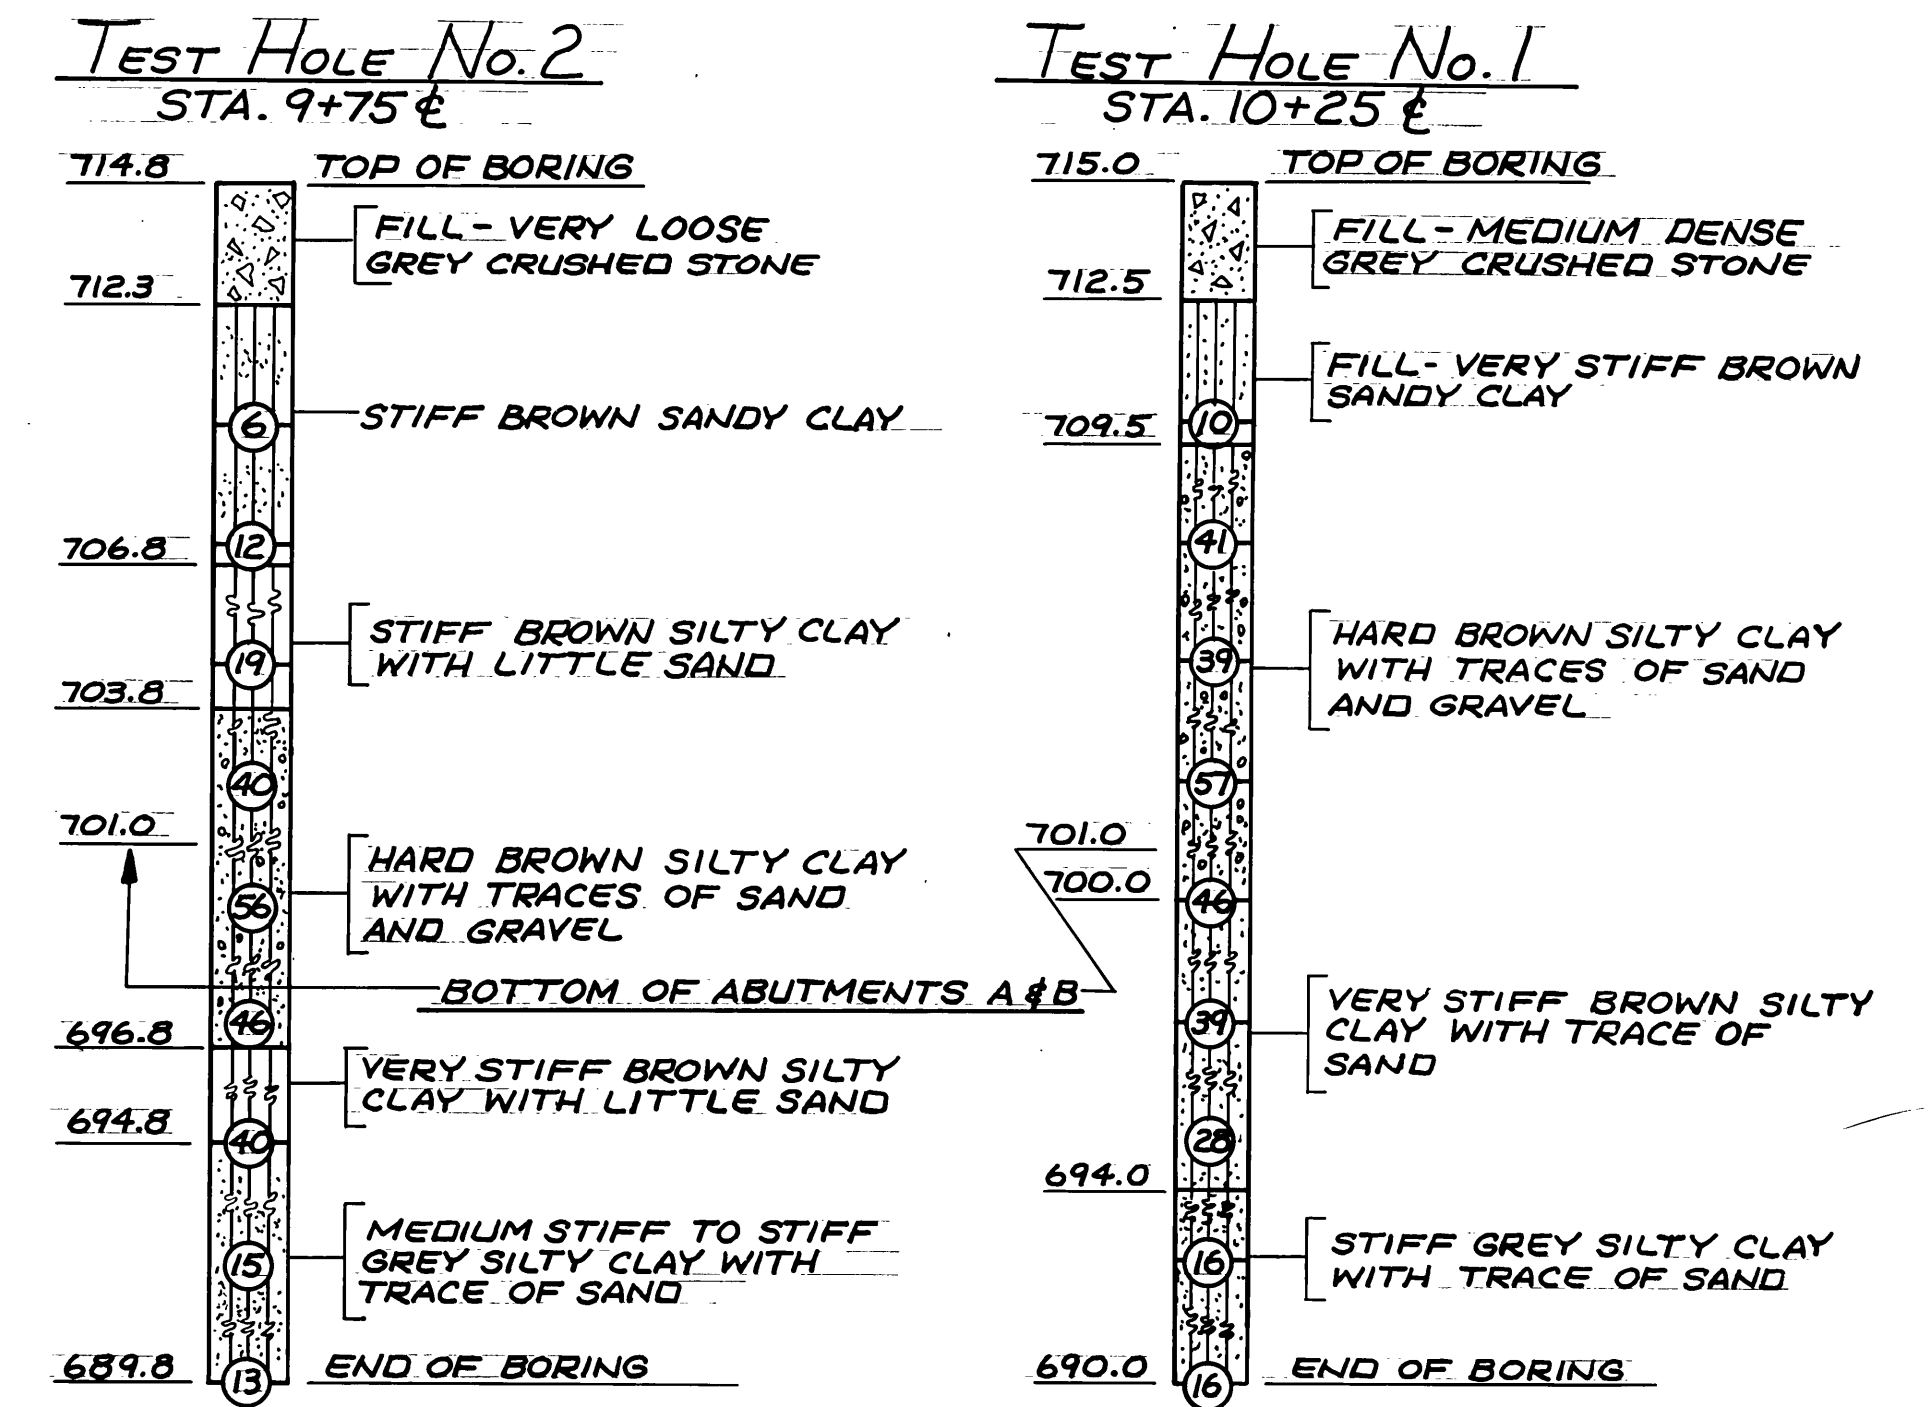 TEST HOLE NO. 2
STA. 9+75 ℄
714.8 TOP OF BORING
FILL - VERY LOOSE
GREY CRUSHED STONE
712.3
6
STIFF BROWN SANDY CLAY
12
706.8
STIFF BROWN SILTY CLAY
WITH LITTLE SAND
19
703.8
40
701.0
HARD BROWN SILTY CLAY
WITH TRACES OF SAND
AND GRAVEL
56
BOTTOM OF ABUTMENTS A & B
46
696.8
VERY STIFF BROWN SILTY
CLAY WITH LITTLE SAND
694.8
40
MEDIUM STIFF TO STIFF
GREY SILTY CLAY WITH
TRACE OF SAND
15
689.8 END OF BORING
13
TEST HOLE NO. 1
STA. 10+25 ℄
715.0 TOP OF BORING
FILL - MEDIUM DENSE
GREY CRUSHED STONE
712.5
FILL - VERY STIFF BROWN
SANDY CLAY
709.5
10
41
39
HARD BROWN SILTY CLAY
WITH TRACES OF SAND
AND GRAVEL
57
701.0
700.0
46
VERY STIFF BROWN SILTY
CLAY WITH TRACE OF
SAND
39
28
694.0
STIFF GREY SILTY CLAY
WITH TRACE OF SAND
16
690.0 END OF BORING
16